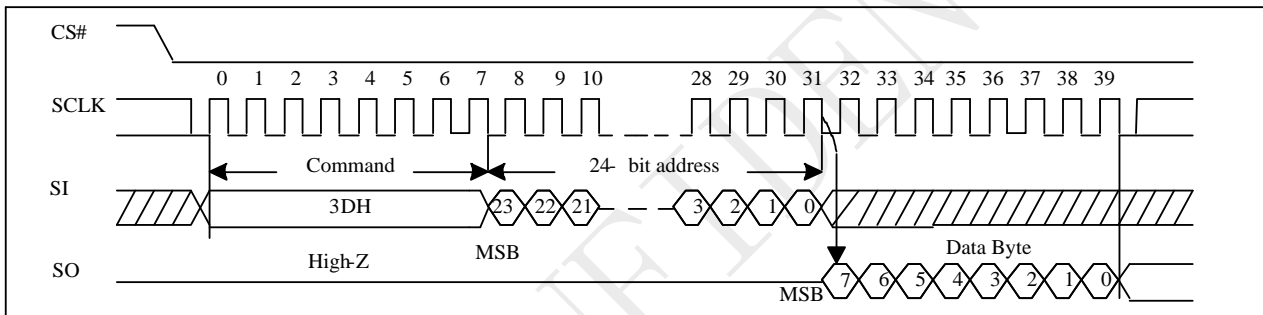 CS#
0 1 2 3 4 5 6 7 8 9 10 28 29 30 31 32 33 34 35 36 37 38 39
SCLK
Command 24- bit address
SI
3DH 23 22 21 3 2 1 0
MSB Data Byte
High-Z
SO
MSB 7 6 5 4 3 2 1 0